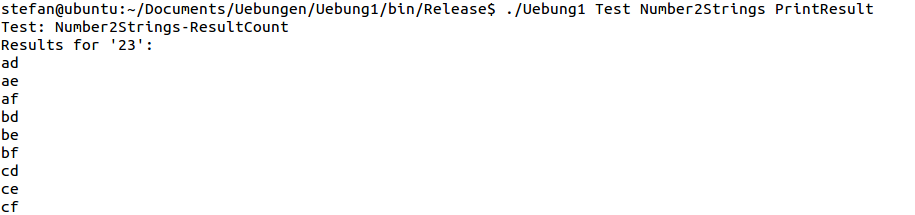 stefan@ubuntu:~/Documents/Uebungen/Uebung1/bin/Release$ ./Uebung1 Test Number2Strings PrintResult
Test: Number2Strings-ResultCount
Results for '23':
ad
ae
af
bd
be
bf
cd
ce
cf